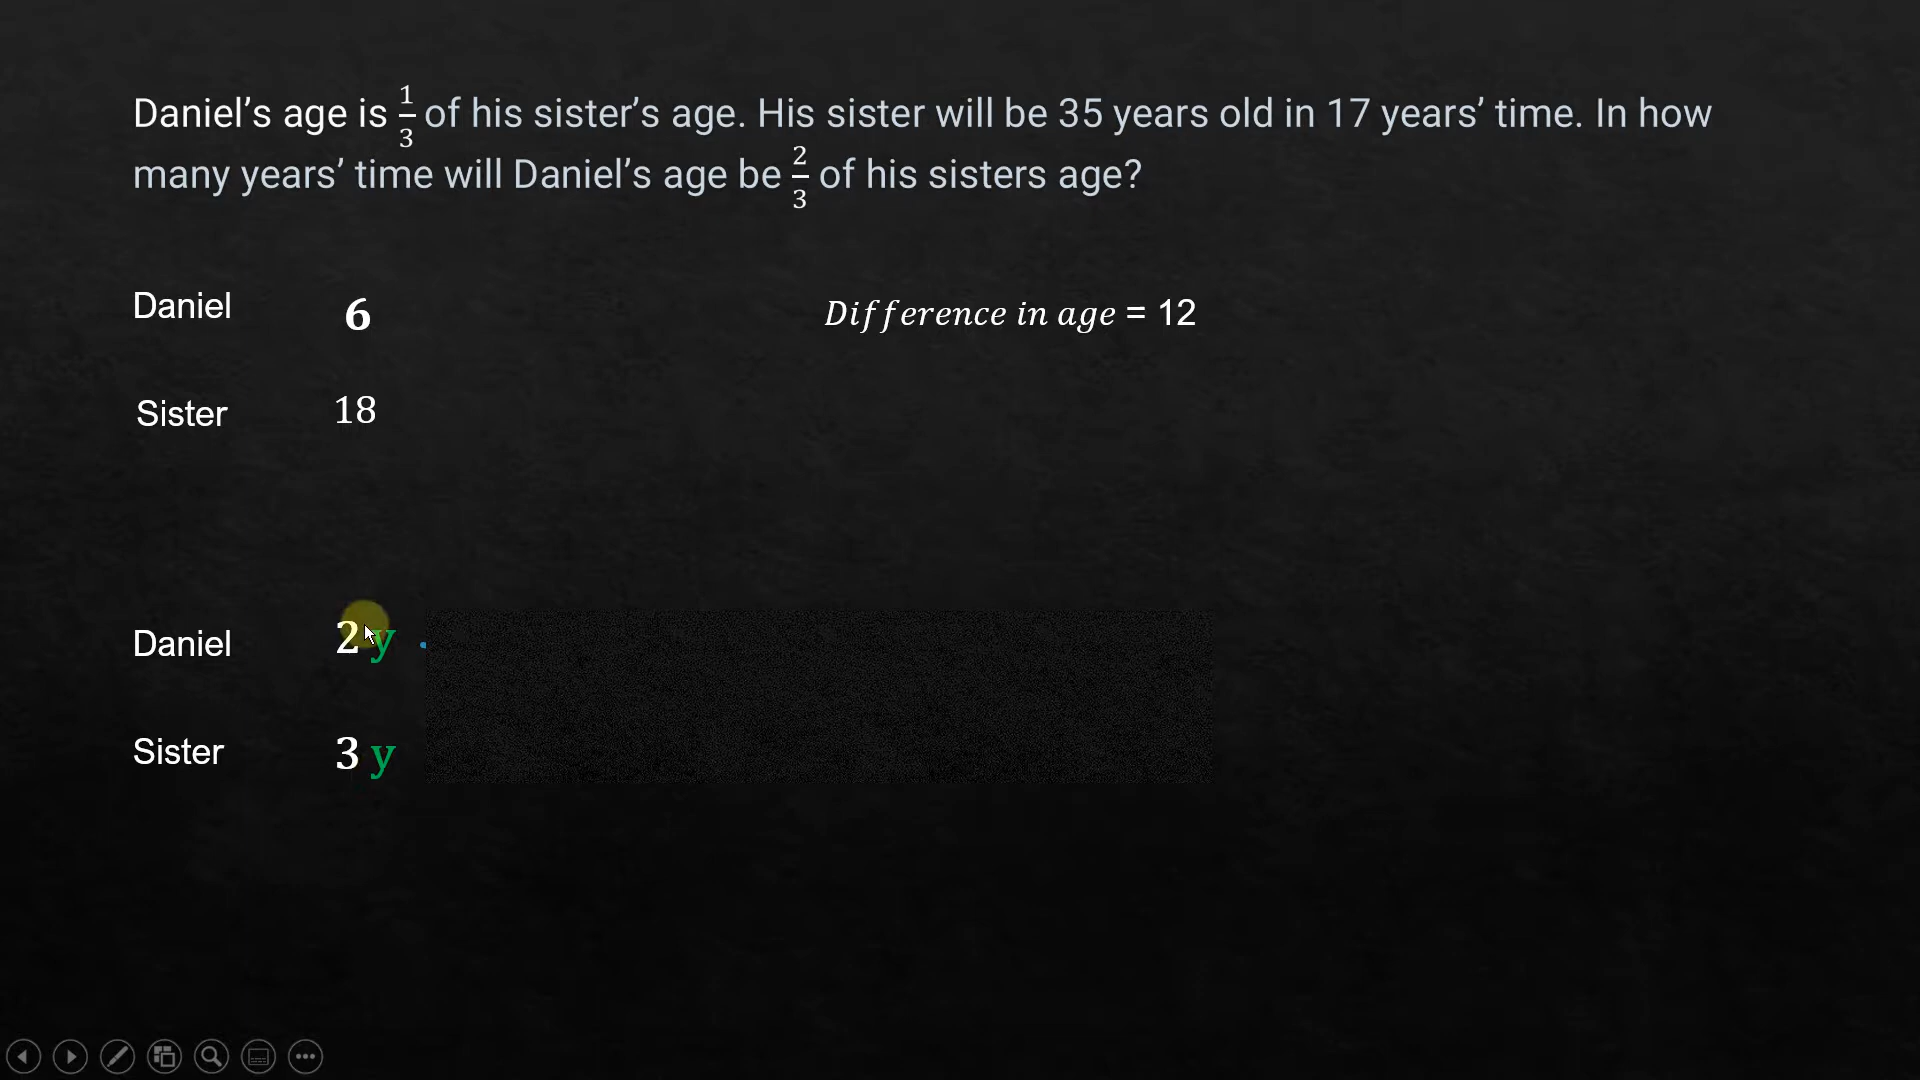 Daniel’s age is 1/3 of his sister’s age. His sister will be 35 years old in 17 years’ time. In how
many years’ time will Daniel’s age be 2/3 of his sisters age?
Daniel 6 Difference in age = 12
Sister 18
Daniel 2 y
Sister 3 y